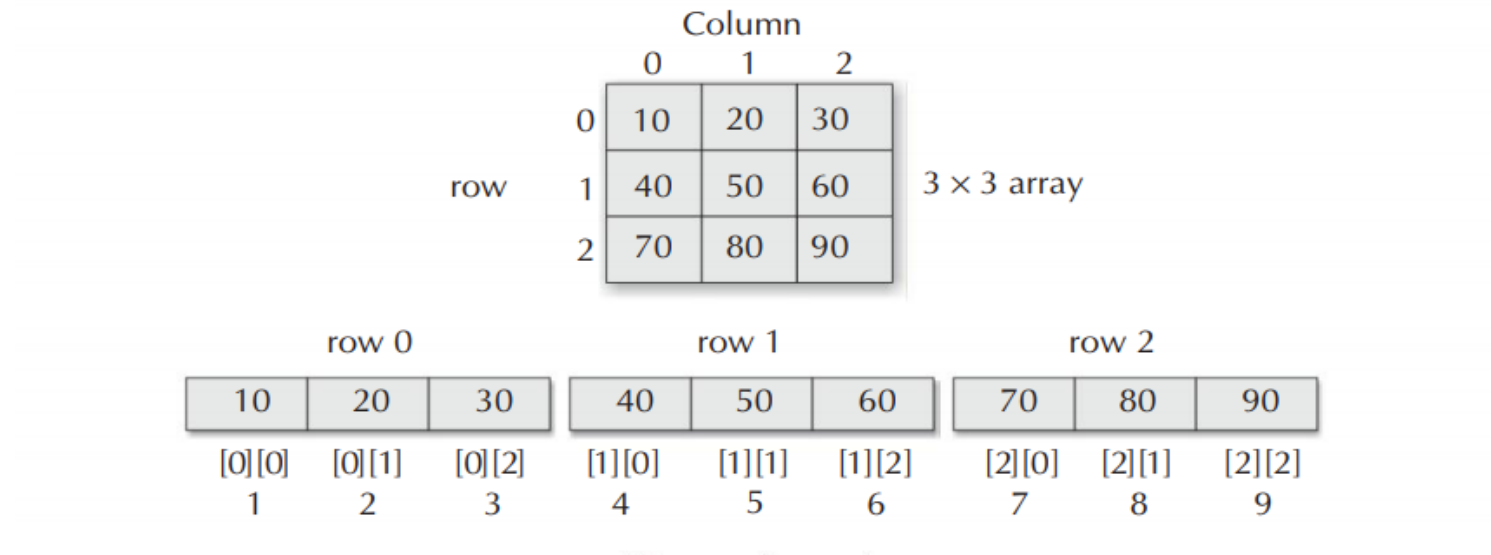 Column
0 1 2
0 10 20 30
row 1 40 50 60 3 × 3 array
2 70 80 90
row 0 row 1 row 2
10 20 30 40 50 60 70 80 90
[0][0] [0][1] [0][2] [1][0] [1][1] [1][2] [2][0] [2][1] [2][2]
1 2 3 4 5 6 7 8 9